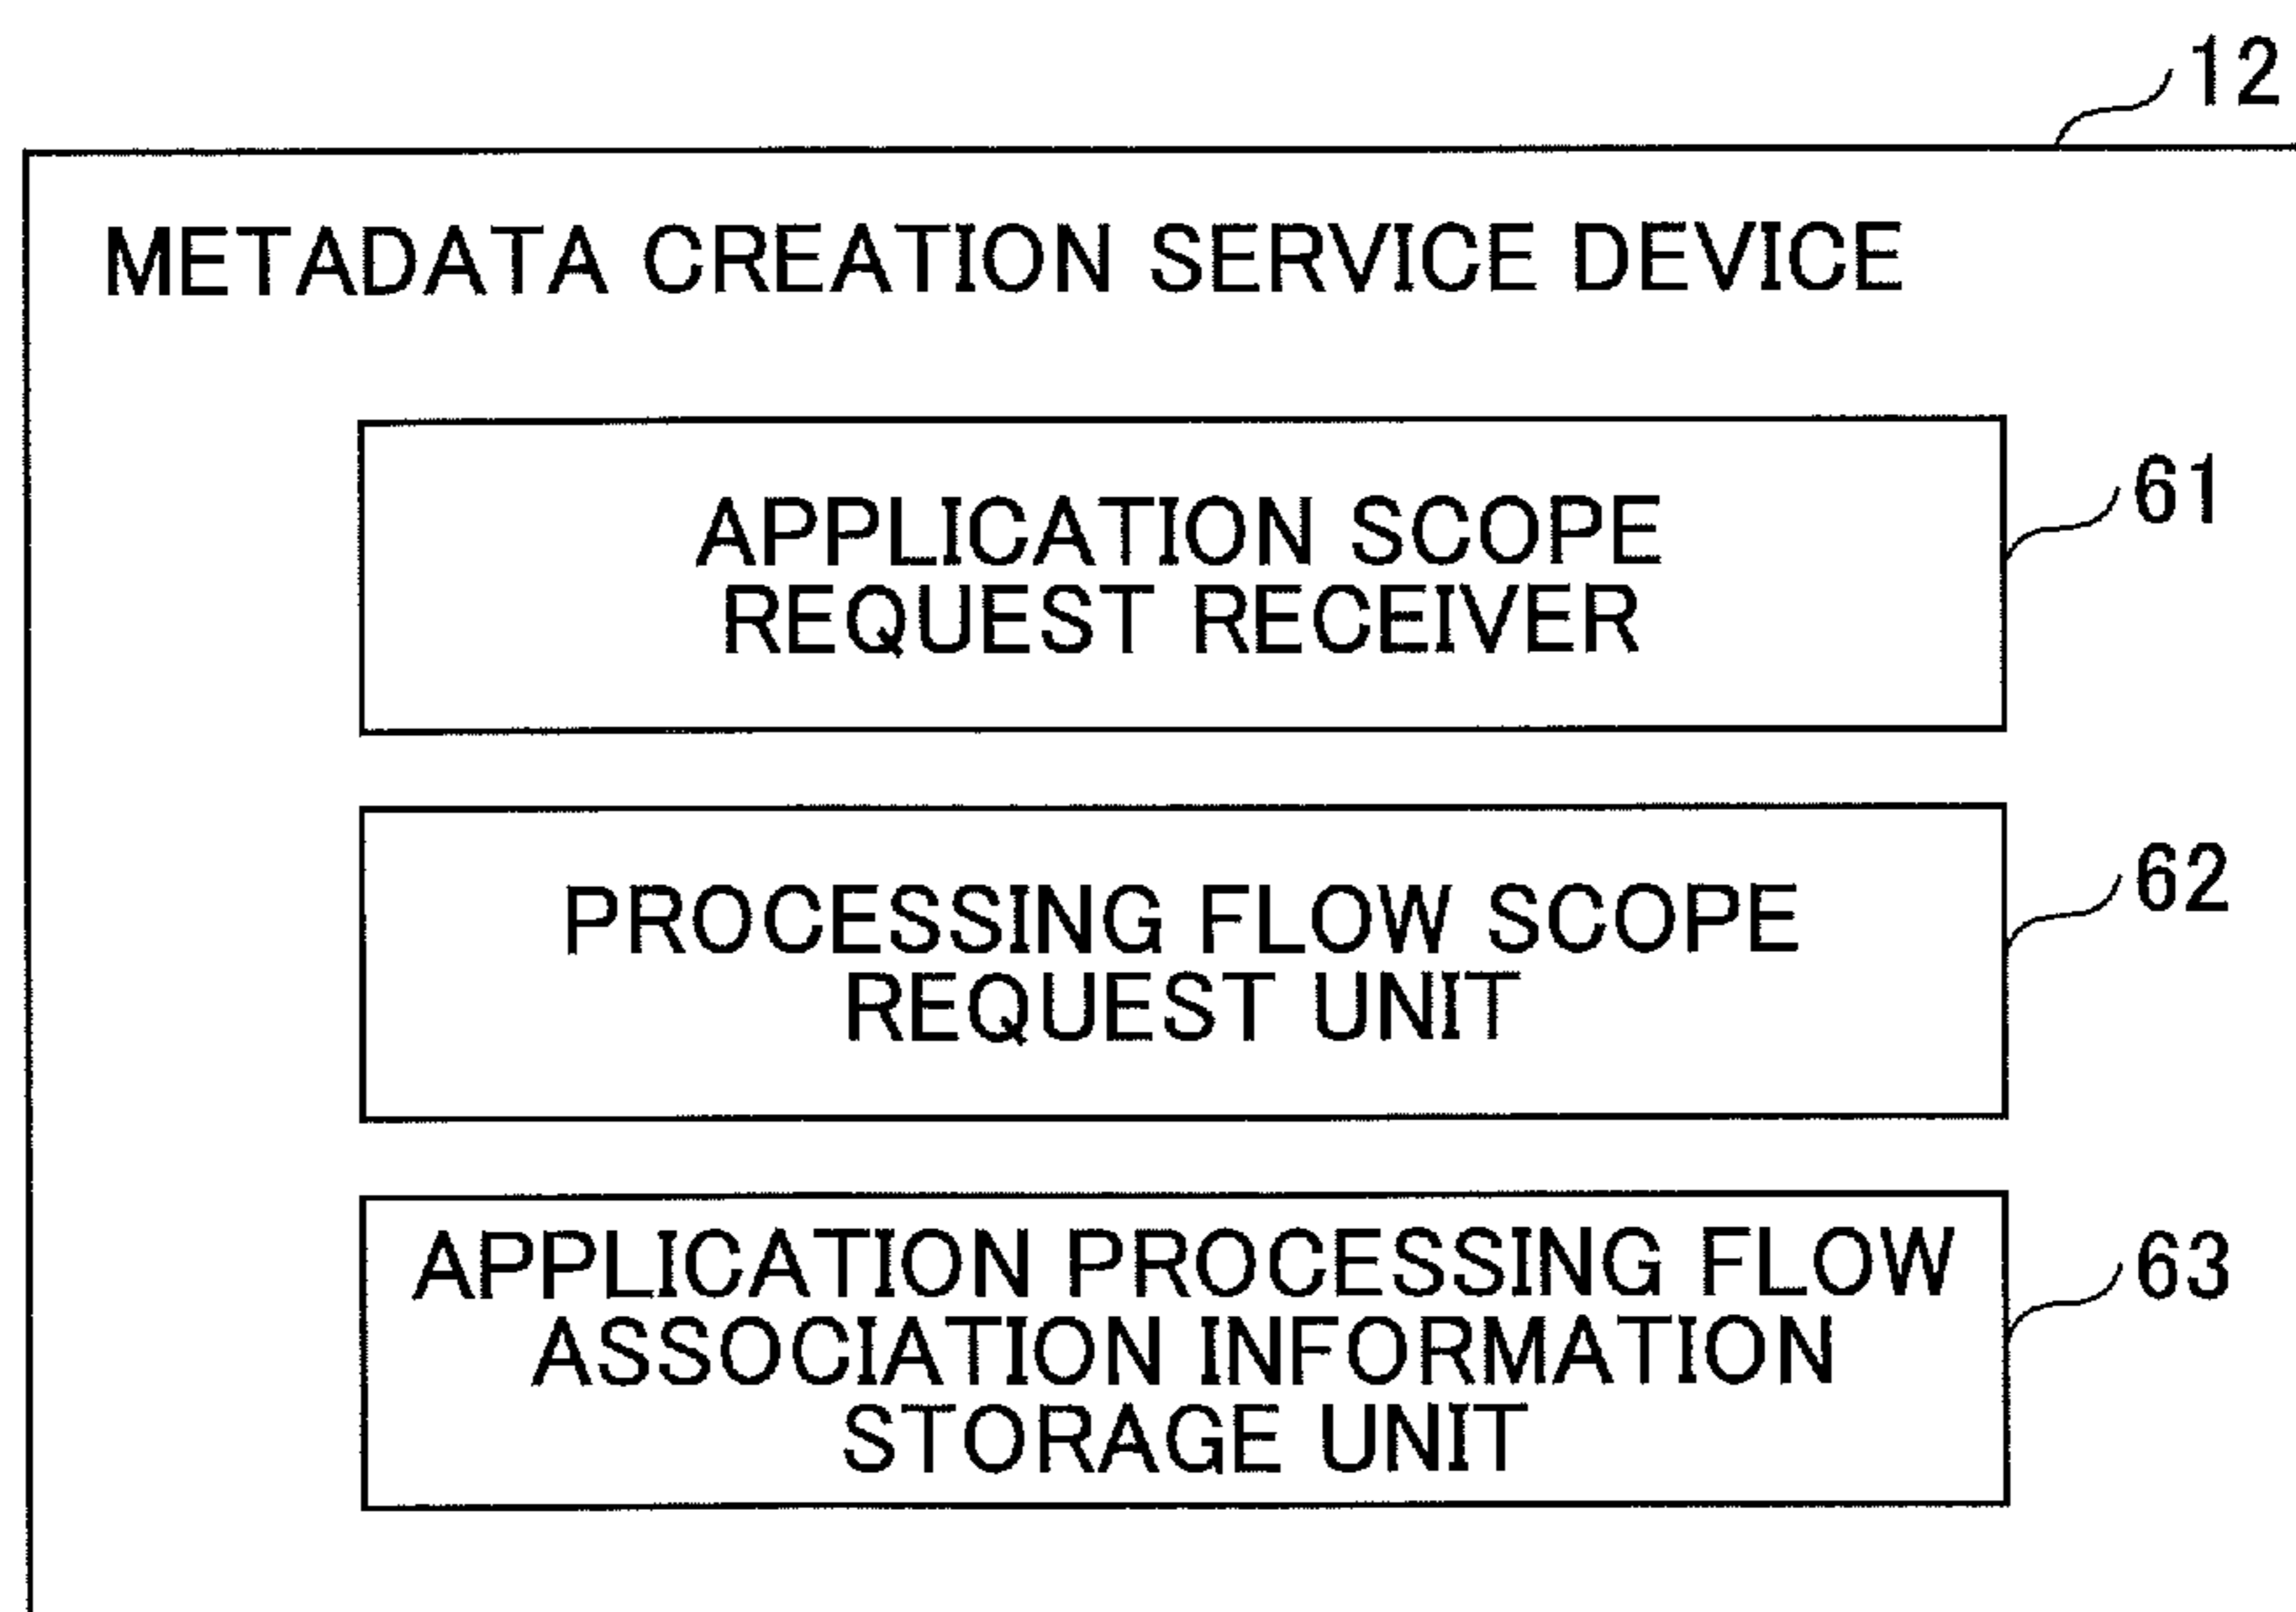 12
METADATA CREATION SERVICE DEVICE
APPLICATION SCOPE
REQUEST RECEIVER
61
PROCESSING FLOW SCOPE
REQUEST UNIT
62
APPLICATION PROCESSING FLOW
ASSOCIATION INFORMATION
STORAGE UNIT
63